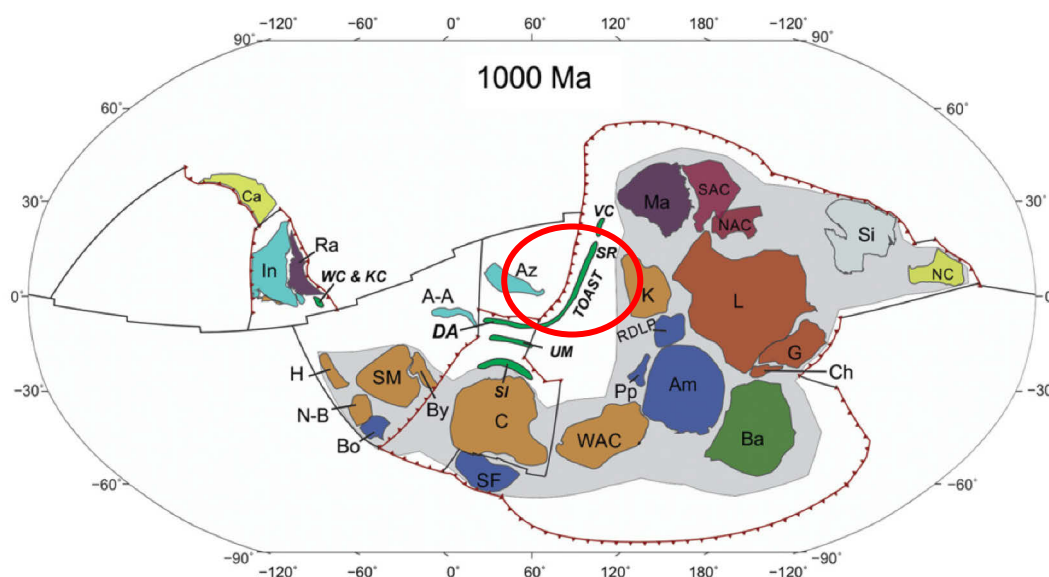 −120° −60° 0° 60° 120° 180° −120° −60°
90°
1000 Ma
60° 60°
30° 30°
0° 0°
−30° −30°
−60° −60°
−90° −90°
−120° −60° 0° 60° 120° 180° −120° −60°
Ca
In
Ra
WC & KC
VC
SR
TOAST
Az
A-A
DA
UM
SI
H
SM
By
N-B
Bo
C
SF
WAC
Ma
SAC
NAC
Si
NC
K
L
RDLP
G
Ch
Pp
Am
Ba